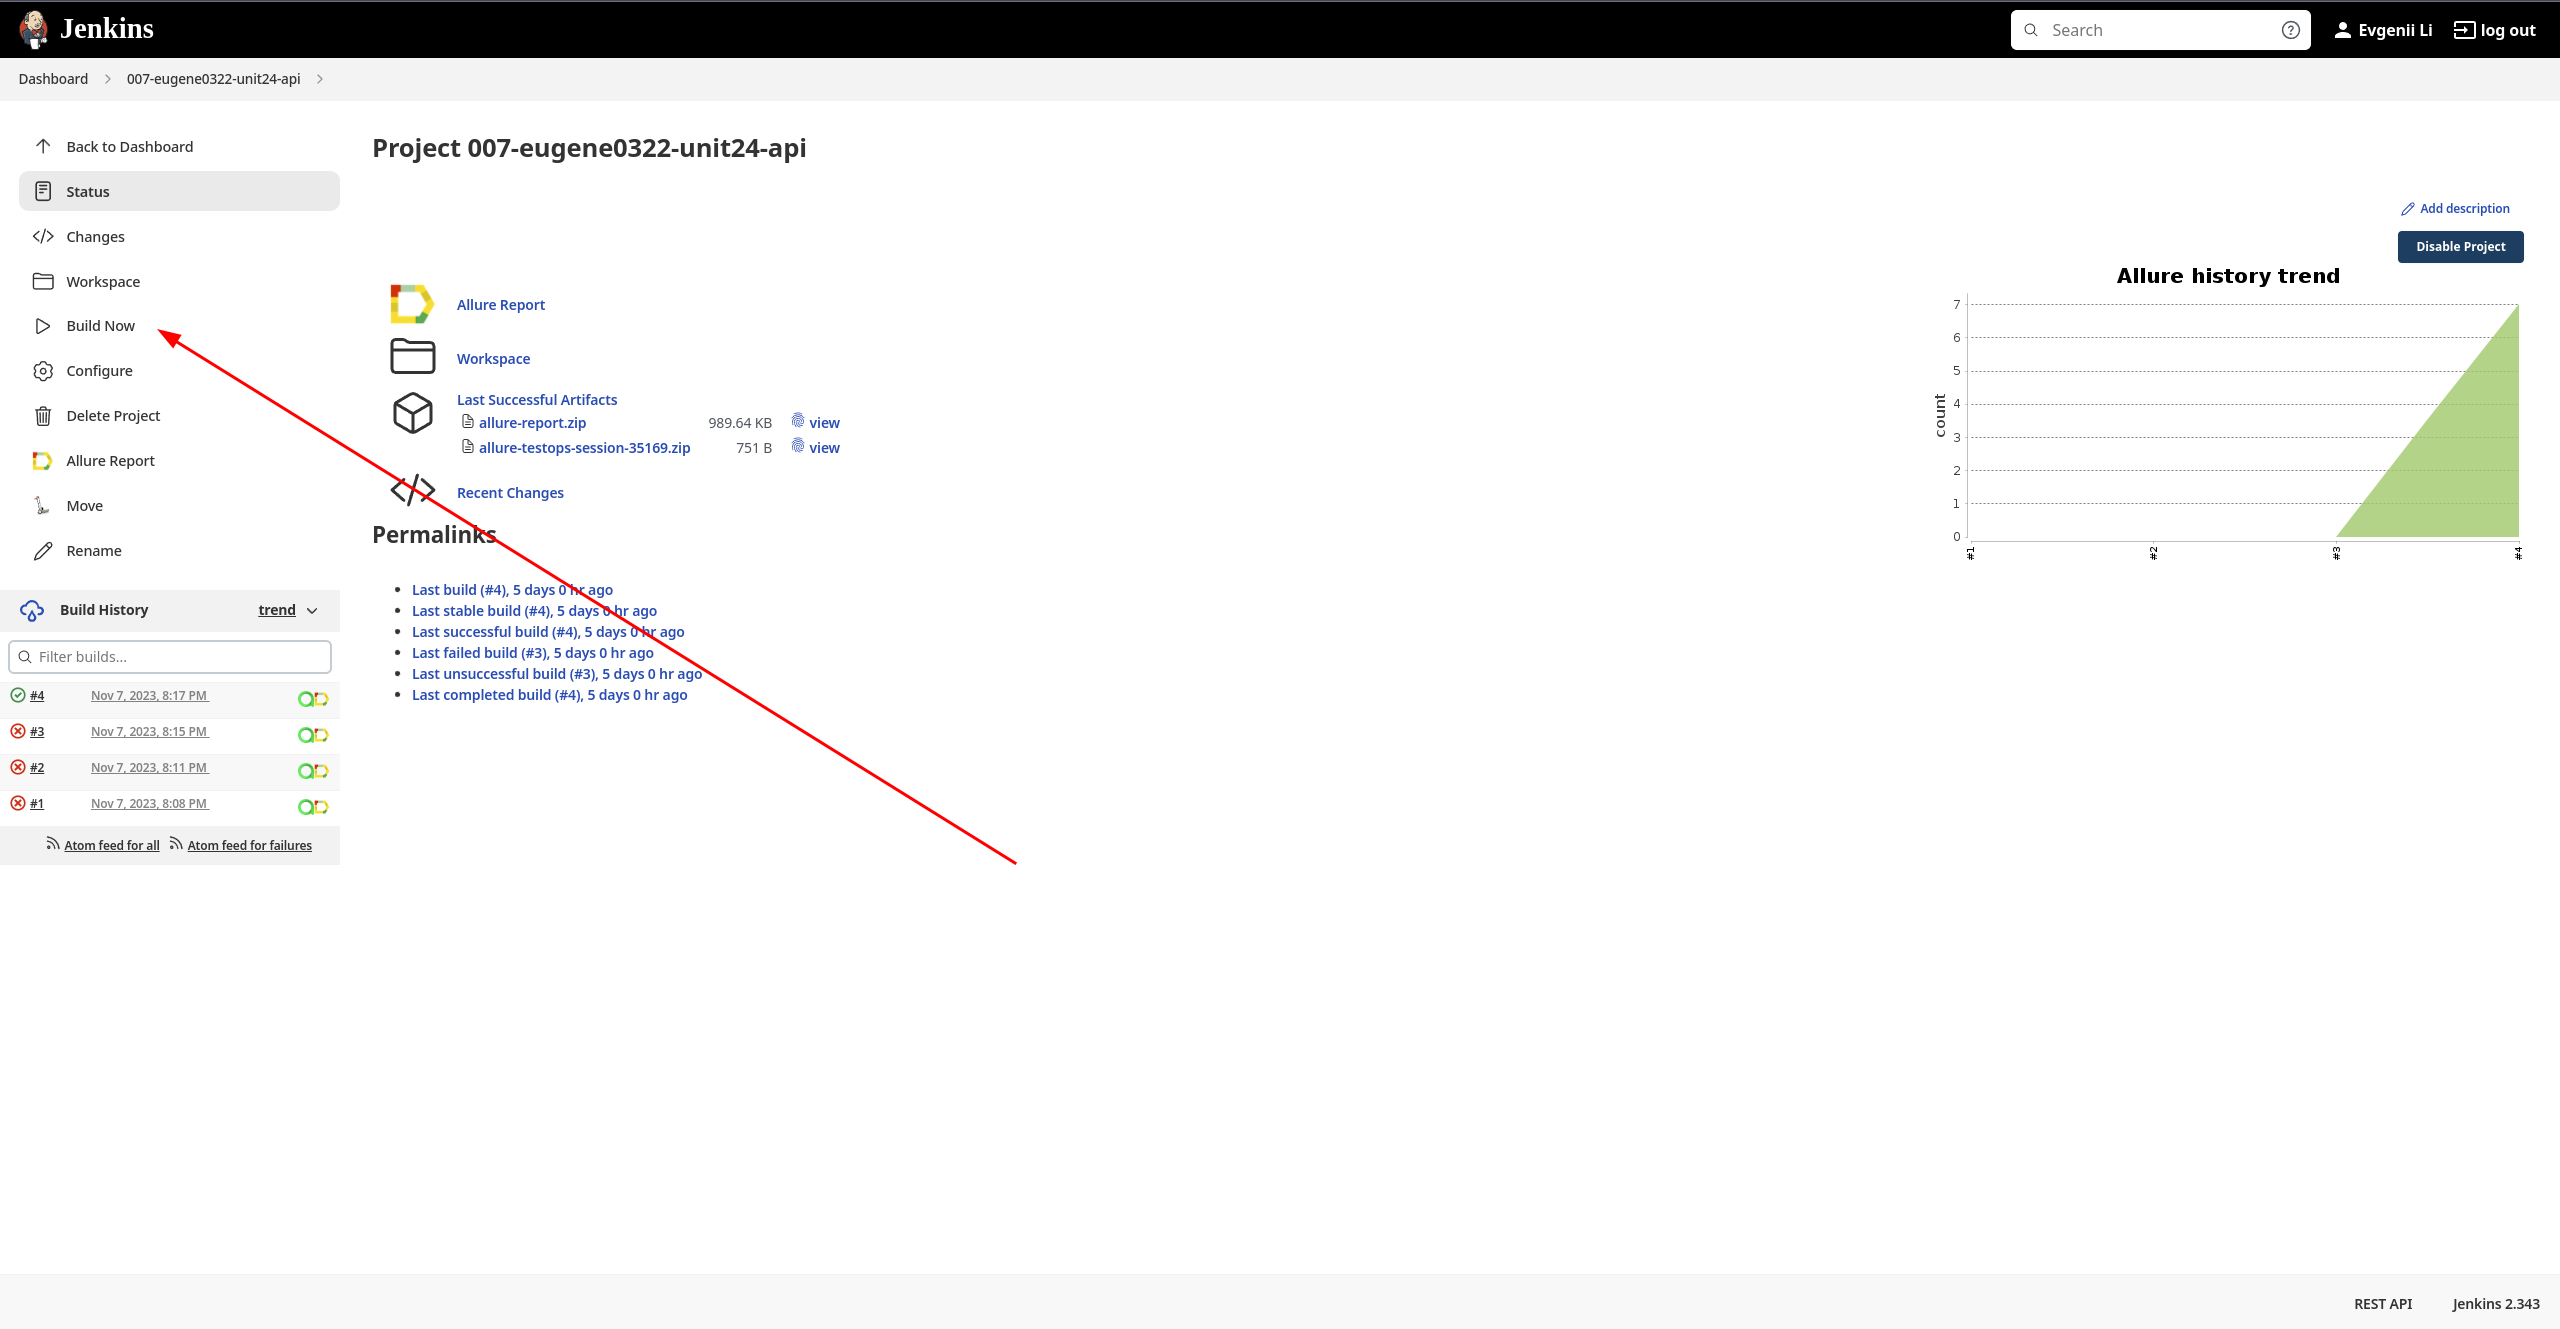 Jenkins
Search
Evgenii Li
log out
Dashboard
007-eugene0322-unit24-api
Back to Dashboard
Status
Changes
Workspace
Build Now
Configure
Delete Project
Allure Report
Move
Rename
Build History
trend
Filter builds...
#4 Nov 7, 2023, 8:17 PM
#3 Nov 7, 2023, 8:15 PM
#2 Nov 7, 2023, 8:11 PM
#1 Nov 7, 2023, 8:08 PM
Atom feed for all Atom feed for failures
Project 007-eugene0322-unit24-api
Add description
Disable Project
Allure Report
Workspace
Last Successful Artifacts
allure-report.zip 989.64 KB view
allure-testops-session-35169.zip 751 B view
Recent Changes
Permalinks
Last build (#4), 5 days 0 hr ago
Last stable build (#4), 5 days 0 hr ago
Last successful build (#4), 5 days 0 hr ago
Last failed build (#3), 5 days 0 hr ago
Last unsuccessful build (#3), 5 days 0 hr ago
Last completed build (#4), 5 days 0 hr ago
Allure history trend
count
7
6
5
4
3
2
1
0
#1 #2 #3 #4
REST API
Jenkins 2.343